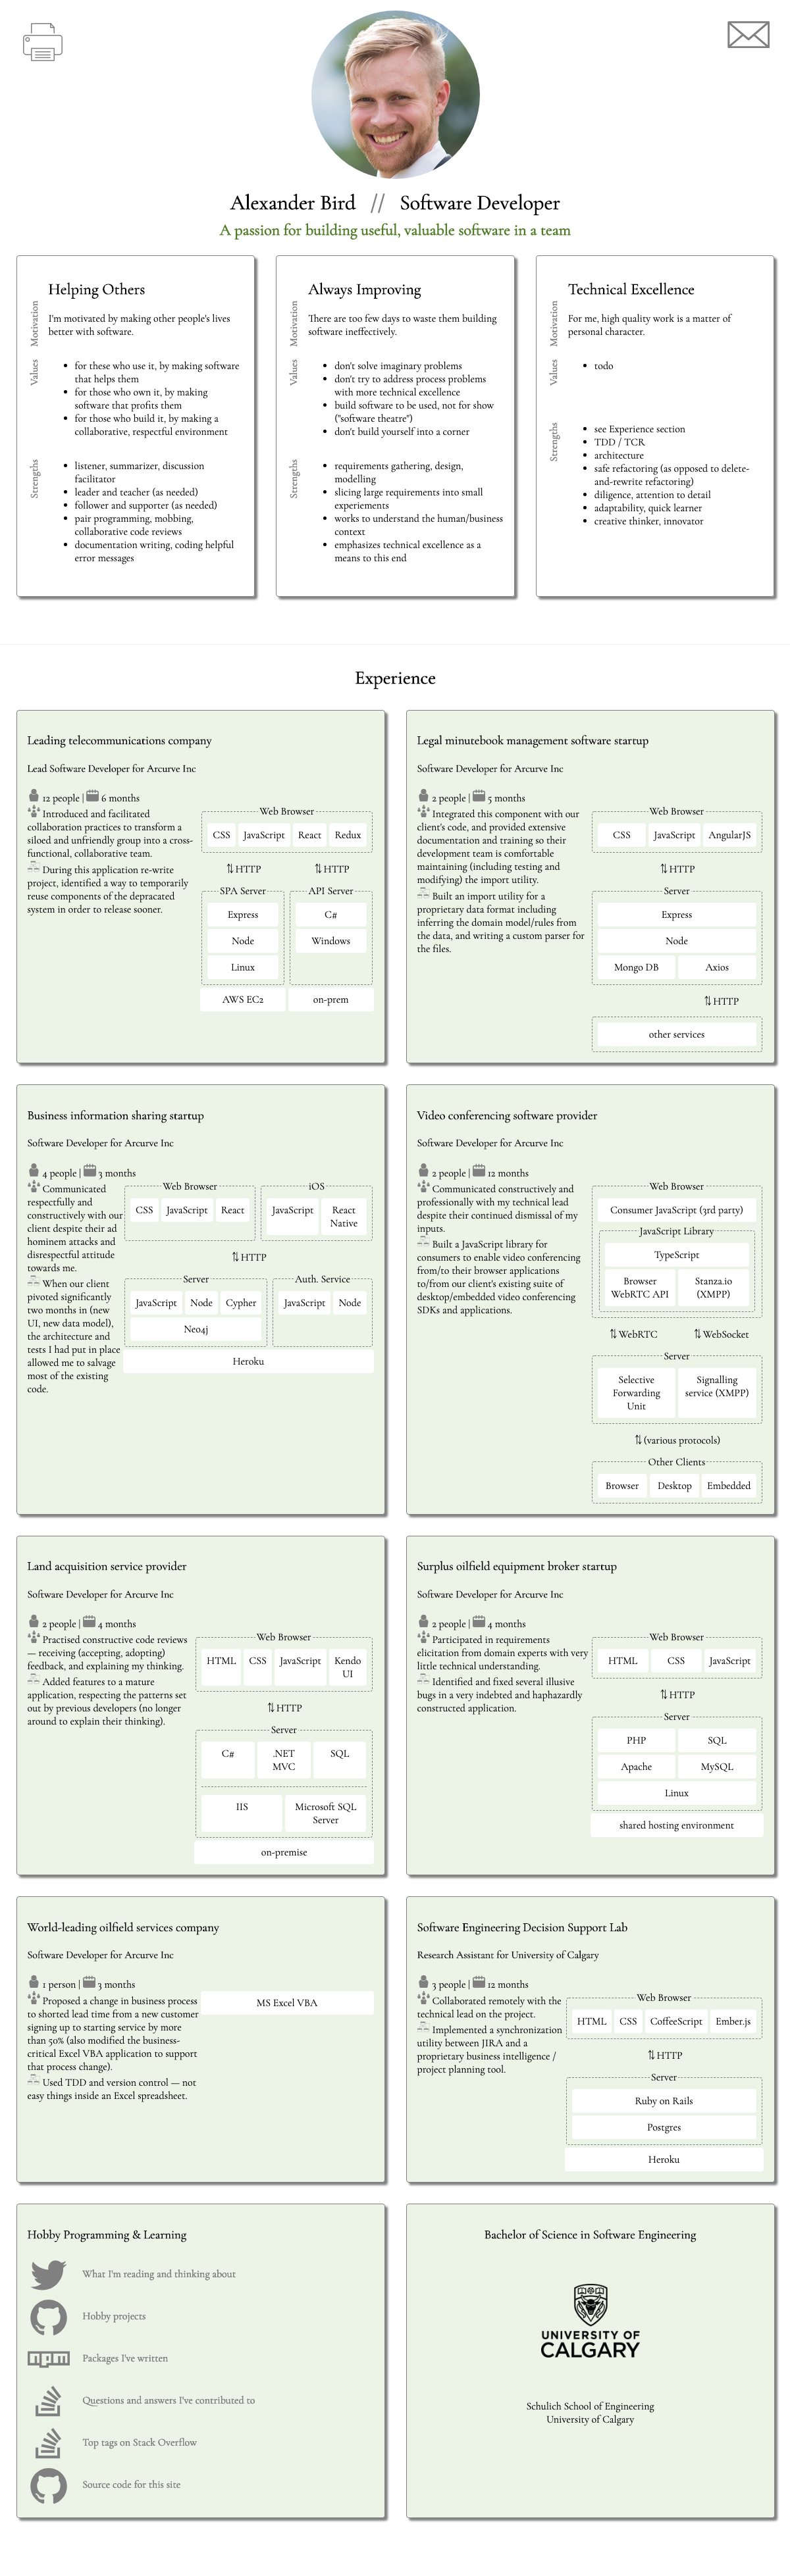 Alexander Bird // Software Developer
A passion for building useful, valuable software in a team
Helping Others
Motivation
I'm motivated by making other people's lives
better with software.
Values
for these who use it, by making software
that helps them
for those who own it, by making
software that profits them
for those who build it, by making a
collaborative, respectful environment
Strengths
listener, summarizer, discussion
facilitator
leader and teacher (as needed)
follower and supporter (as needed)
pair programming, mobbing,
collaborative code reviews
documentation writing, coding helpful
error messages
Always Improving
Motivation
There are too few days to waste them building
software ineffectively.
Values
don't solve imaginary problems
don't try to address process problems
with more technical excellence
build software to be used, not for show
("software theatre")
don't build yourself into a corner
Strengths
requirements gathering, design,
modelling
slicing large requirements into small
experiements
works to understand the human/business
context
emphasizes technical excellence as a
means to this end
Technical Excellence
Motivation
For me, high quality work is a matter of
personal character.
Values
todo
Strengths
see Experience section
TDD / TCR
architecture
safe refactoring (as opposed to delete-
and-rewrite refactoring)
diligence, attention to detail
adaptability, quick learner
creative thinker, innovator
Experience
Leading telecommunications company
Lead Software Developer for Arcurve Inc
12 people | 6 months
Introduced and facilitated
collaboration practices to transform a
siloed and unfriendly group into a cross-
functional, collaborative team.
During this application re-write
project, identified a way to temporarily
reuse components of the depracated
system in order to release sooner.
Web Browser
CSS JavaScript React Redux
⇅ HTTP ⇅ HTTP
SPA Server API Server
Express C#
Node Windows
Linux
AWS EC2 on-prem
Legal minutebook management software startup
Software Developer for Arcurve Inc
2 people | 5 months
Integrated this component with our
client's code, and provided extensive
documentation and training so their
development team is comfortable
maintaining (including testing and
modifying) the import utility.
Built an import utility for a
proprietary data format including
inferring the domain model/rules from
the data, and writing a custom parser for
the files.
Web Browser
CSS JavaScript AngularJS
⇅ HTTP
Server
Express
Node
Mongo DB Axios
⇅ HTTP
other services
Business information sharing startup
Software Developer for Arcurve Inc
4 people | 3 months
Communicated
respectfully and
constructively with our
client despite their ad
hominem attacks and
disrespectful attitude
towards me.
When our client
pivoted significantly
two months in (new
UI, new data model),
the architecture and
tests I had put in place
allowed me to salvage
most of the existing
code.
Web Browser iOS
CSS JavaScript React JavaScript React
Native
⇅ HTTP
Server Auth. Service
JavaScript Node Cypher JavaScript Node
Neo4j
Heroku
Video conferencing software provider
Software Developer for Arcurve Inc
2 people | 12 months
Communicated constructively and
professionally with my technical lead
despite their continued dismissal of my
inputs.
Built a JavaScript library for
consumers to enable video conferencing
from/to their browser applications
to/from our client's existing suite of
desktop/embedded video conferencing
SDKs and applications.
Web Browser
Consumer JavaScript (3rd party)
JavaScript Library
TypeScript
Browser Stanza.io
WebRTC API (XMPP)
⇅ WebRTC ⇅ WebSocket
Server
Selective Signalling
Forwarding service (XMPP)
Unit
⇅ (various protocols)
Other Clients
Browser Desktop Embedded
Land acquisition service provider
Software Developer for Arcurve Inc
2 people | 4 months
Practised constructive code reviews
— receiving (accepting, adopting)
feedback, and explaining my thinking.
Added features to a mature
application, respecting the patterns set
out by previous developers (no longer
around to explain their thinking).
Web Browser
HTML CSS JavaScript Kendo
UI
⇅ HTTP
Server
C# .NET SQL
MVC
IIS Microsoft SQL
Server
on-premise
Surplus oilfield equipment broker startup
Software Developer for Arcurve Inc
2 people | 4 months
Participated in requirements
elicitation from domain experts with very
little technical understanding.
Identified and fixed several illusive
bugs in a very indebted and haphazardly
constructed application.
Web Browser
HTML CSS JavaScript
⇅ HTTP
Server
PHP SQL
Apache MySQL
Linux
shared hosting environment
World-leading oilfield services company
Software Developer for Arcurve Inc
1 person | 3 months
Proposed a change in business process
to shorted lead time from a new customer
signing up to starting service by more
than 50% (also modified the business-
critical Excel VBA application to support
that process change).
Used TDD and version control — not
easy things inside an Excel spreadsheet.
MS Excel VBA
Software Engineering Decision Support Lab
Research Assistant for University of Calgary
3 people | 12 months
Collaborated remotely with the
technical lead on the project.
Implemented a synchronization
utility between JIRA and a
proprietary business intelligence /
project planning tool.
Web Browser
HTML CSS CoffeeScript Ember.js
⇅ HTTP
Server
Ruby on Rails
Postgres
Heroku
Hobby Programming & Learning
What I'm reading and thinking about
Hobby projects
npm Packages I've written
Questions and answers I've contributed to
Top tags on Stack Overflow
Source code for this site
Bachelor of Science in Software Engineering
UNIVERSITY OF
CALGARY
Schulich School of Engineering
University of Calgary